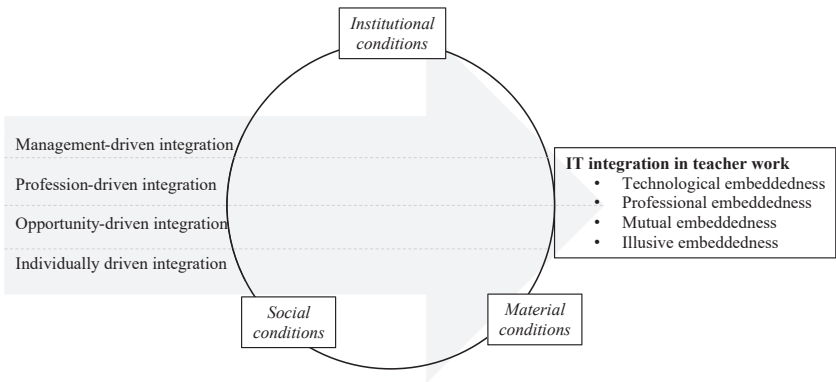 Institutional
conditions
Management-driven integration
Profession-driven integration
Opportunity-driven integration
Individually driven integration
IT integration in teacher work
• Technological embeddedness
• Professional embeddedness
• Mutual embeddedness
• Illusive embeddedness
Social
conditions
Material
conditions